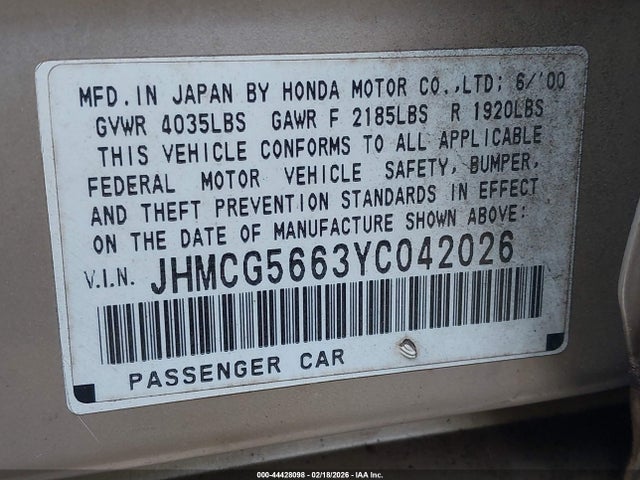 MFD. IN JAPAN BY HONDA MOTOR CO.,LTD; 6/'00
GVWR 4035LBS GAWR F 2185LBS R 1920LBS
THIS VEHICLE CONFORMS TO ALL APPLICABLE
FEDERAL MOTOR VEHICLE SAFETY, BUMPER,
AND THEFT PREVENTION STANDARDS IN EFFECT
ON THE DATE OF MANUFACTURE SHOWN ABOVE:
V.I.N. JHMCG5663YC042026
PASSENGER CAR
000-44428098 - 02/18/2026 - IAA Inc.